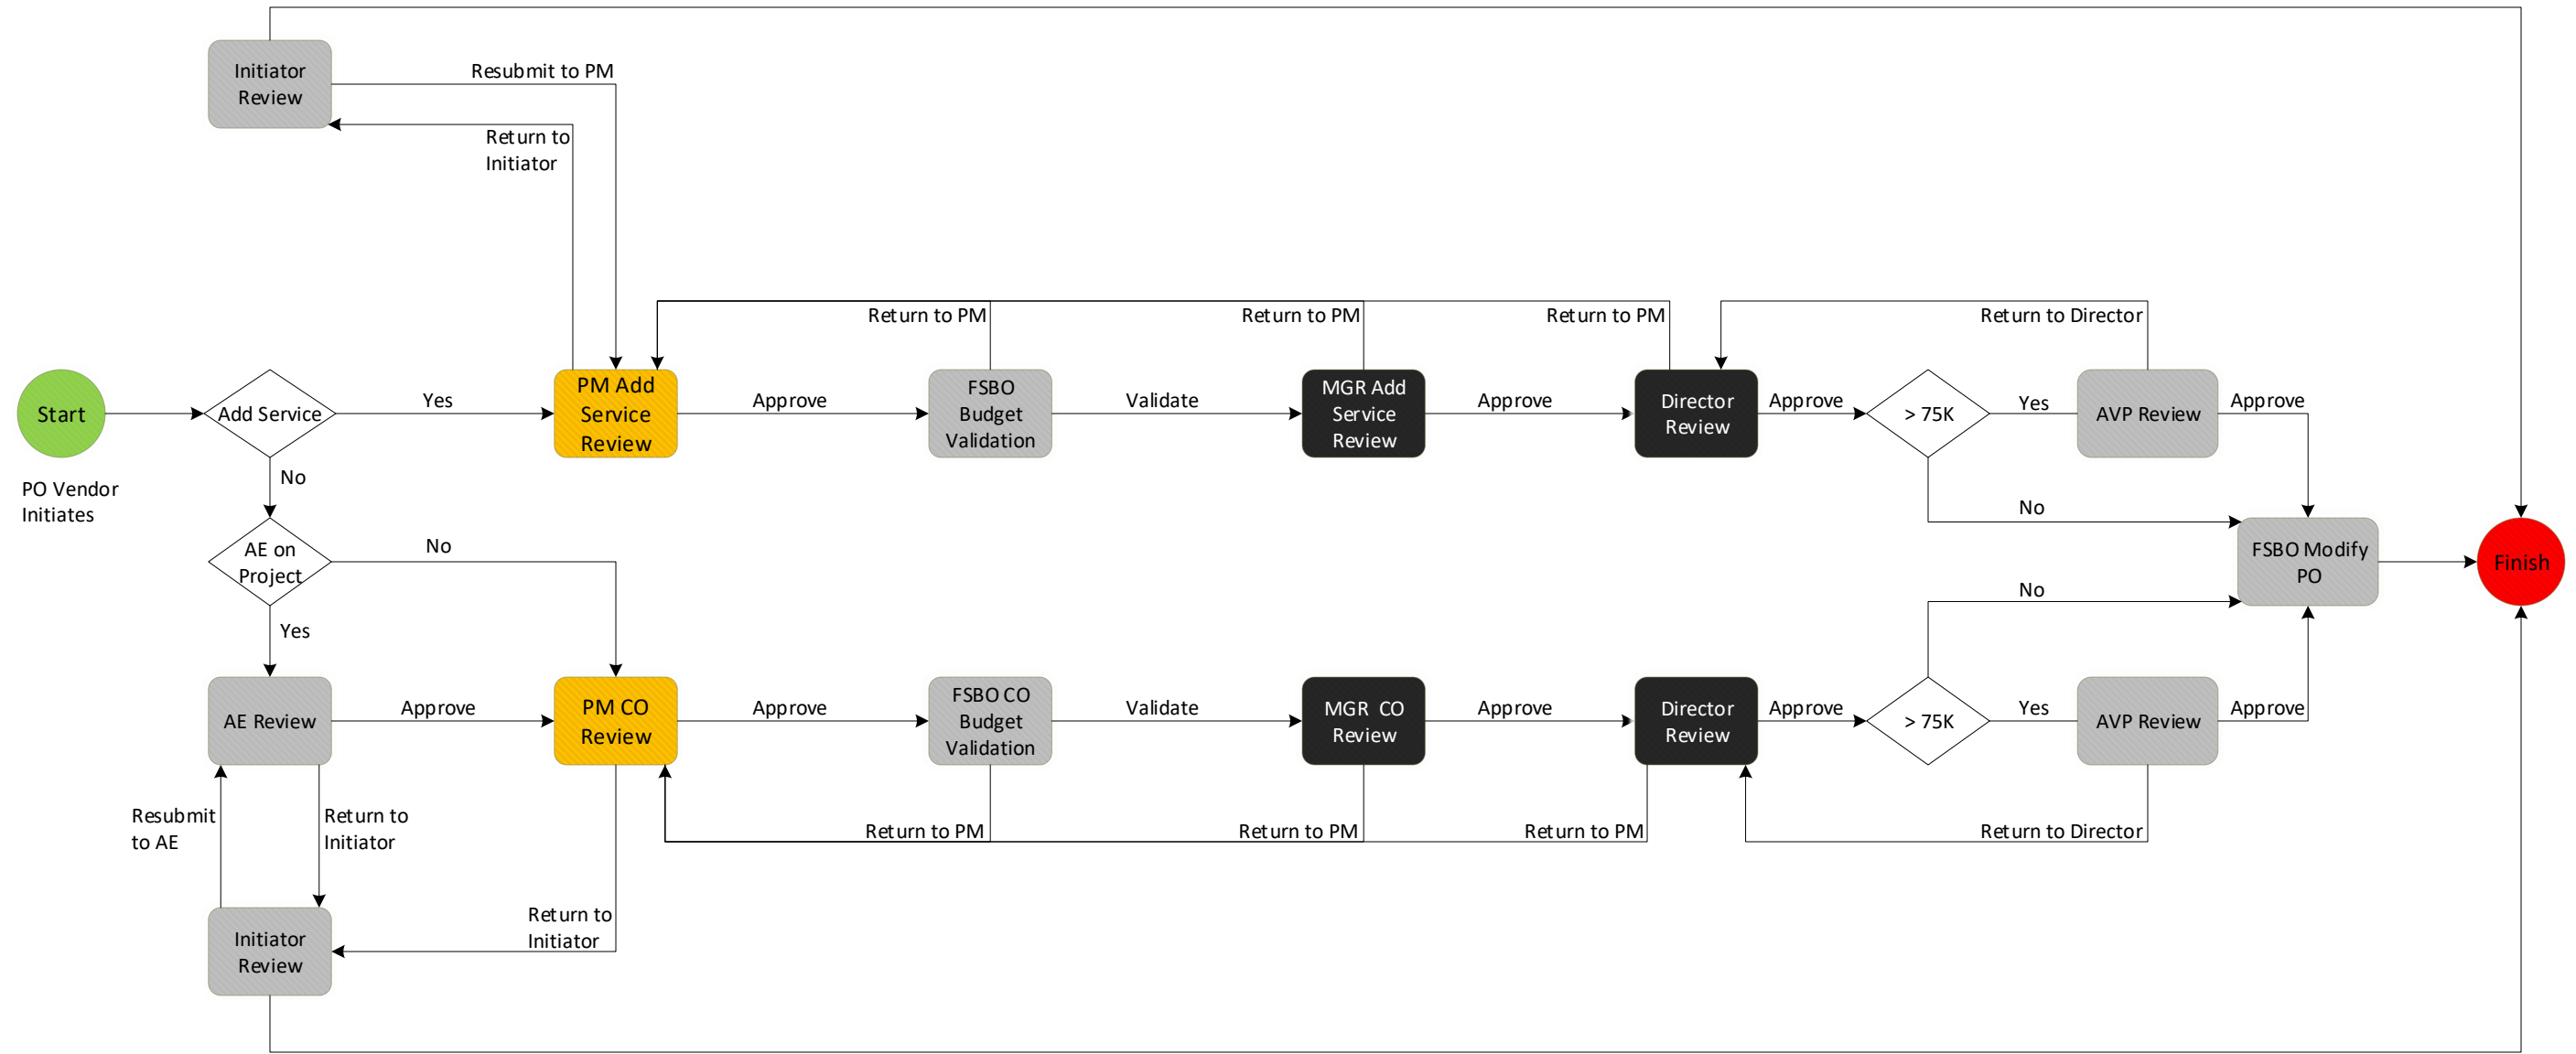 Initiator
Review
Resubmit to PM
Return to
Initiator
Return to PM
Return to PM
Return to PM
Return to Director
Start
PO Vendor
Initiates
Add Service
Yes
No
PM Add
Service
Review
Approve
FSBO
Budget
Validation
Validate
MGR Add
Service
Review
Approve
Director
Review
Approve
> 75K
Yes
No
AVP Review
Approve
AE on
Project
No
Yes
FSBO Modify
PO
Finish
AE Review
Approve
PM CO
Review
Approve
FSBO CO
Budget
Validation
Validate
MGR CO
Review
Approve
Director
Review
Approve
> 75K
No
Yes
AVP Review
Approve
Resubmit
to AE
Return to
Initiator
Return to PM
Return to PM
Return to PM
Return to Director
Return to
Initiator
Initiator
Review